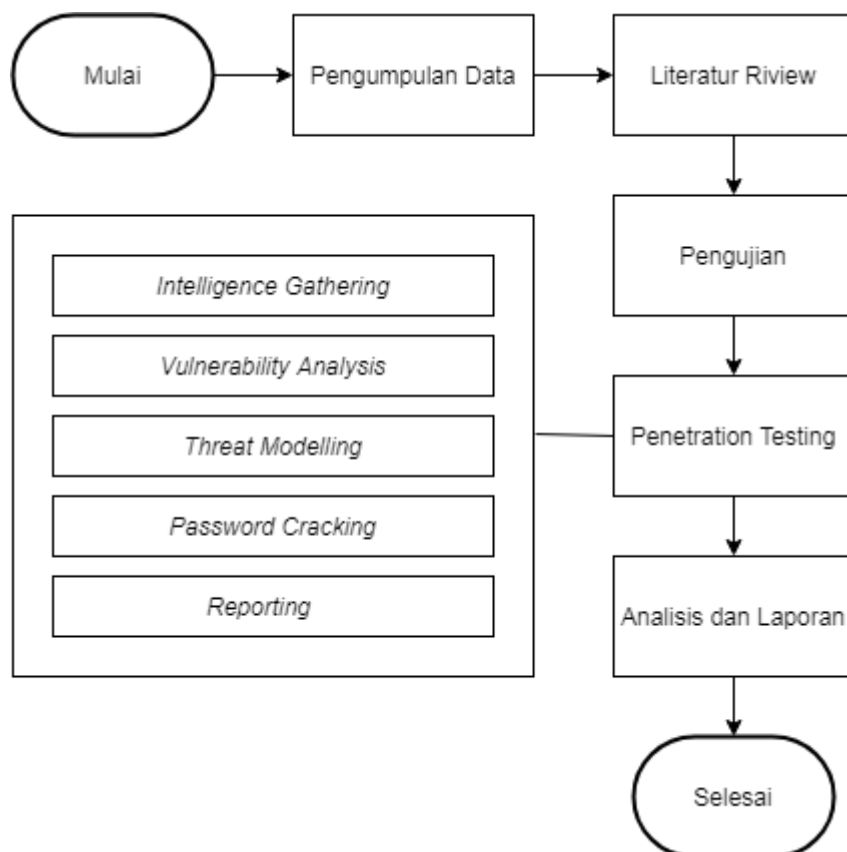 Mulai
Pengumpulan Data
Literatur Riview
Pengujian
Penetration Testing
Intelligence Gathering
Vulnerability Analysis
Threat Modelling
Password Cracking
Reporting
Analisis dan Laporan
Selesai